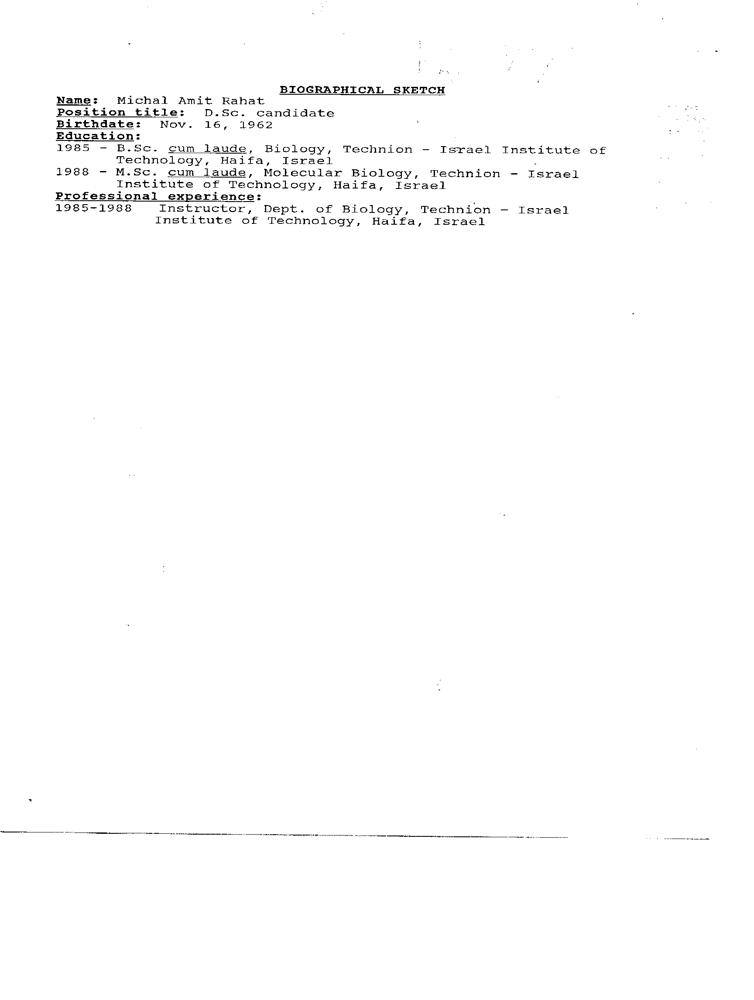 BIOGRAPHICAL SKETCH
Name: Michal Amit Rahat
Position title: D.Sc. candidate
Birthdate: Nov. 16, 1962
Education:
1985 - B.Sc. cum laude, Biology, Technion - Israel Institute of
Technology, Haifa, Israel
1988 - M.Sc. cum laude, Molecular Biology, Technion - Israel
Institute of Technology, Haifa, Israel
Professional experience:
1985-1988 Instructor, Dept. of Biology, Technion - Israel
Institute of Technology, Haifa, Israel